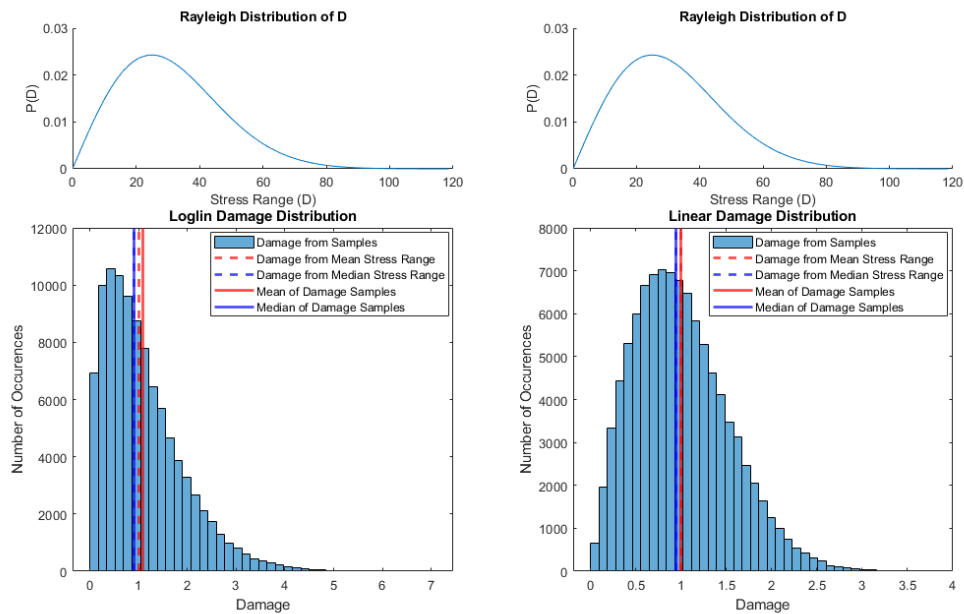 Rayleigh Distribution of D
0.03
0.02
0.01
0
P(D)
0 20 40 60 80 100 120
Stress Range (D)
Rayleigh Distribution of D
0.03
0.02
0.01
0
P(D)
0 20 40 60 80 100 120
Stress Range (D)
Loglin Damage Distribution
12000
10000
8000
6000
4000
2000
0
Number of Occurences
Damage from Samples
Damage from Mean Stress Range
Damage from Median Stress Range
Mean of Damage Samples
Median of Damage Samples
0 1 2 3 4 5 6 7
Damage
Linear Damage Distribution
8000
7000
6000
5000
4000
3000
2000
1000
0
Number of Occurences
Damage from Samples
Damage from Mean Stress Range
Damage from Median Stress Range
Mean of Damage Samples
Median of Damage Samples
0 0.5 1 1.5 2 2.5 3 3.5 4
Damage